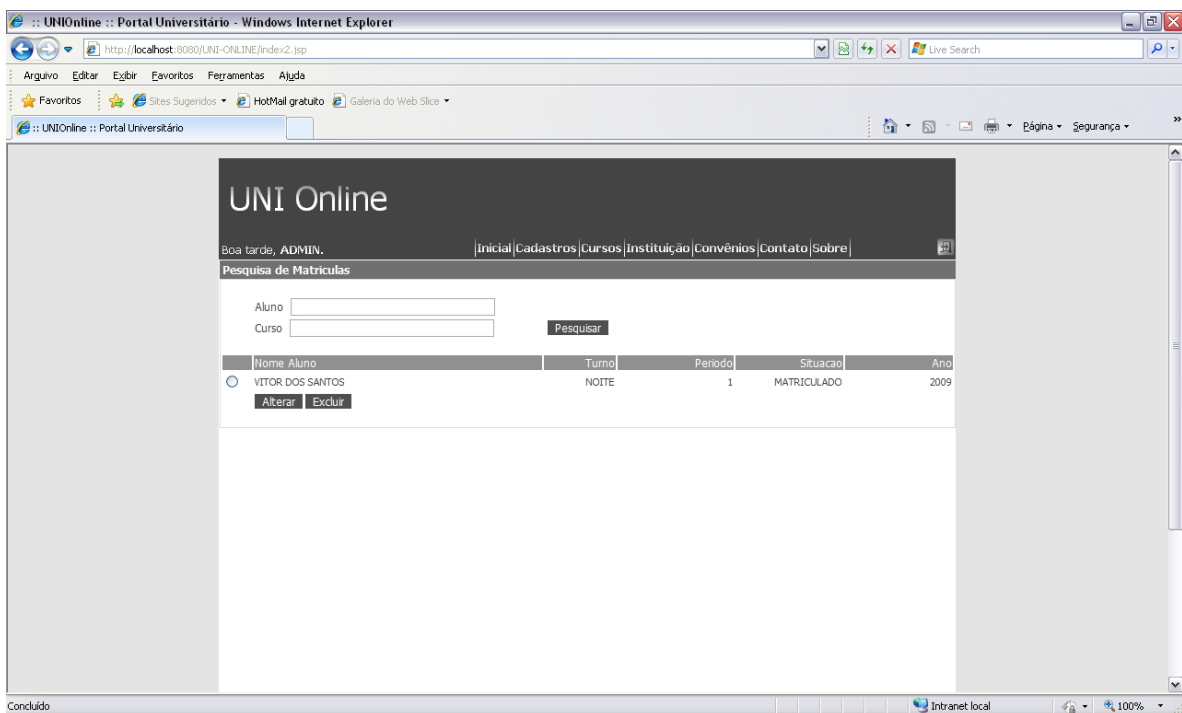 :: UNIOnline :: Portal Universitário - Windows Internet Explorer
http://localhost:8080/UNI-ONLINE/index2.jsp Live Search
Arquivo Editar Exibir Favoritos Ferramentas Ajuda
Favoritos Sites Sugeridos HotMail gratuito Galeria do Web Slice
:: UNIOnline :: Portal Universitário Página Segurança »
UNI Online
Boa tarde, ADMIN. |Inicial|Cadastros|Cursos|Instituição|Convênios|Contato|Sobre|
Pesquisa de Matriculas
Aluno
Curso Pesquisar
Nome Aluno Turno Periodo Situacao Ano
VITOR DOS SANTOS NOITE 1 MATRICULADO 2009
Alterar Excluir
Concluído Intranet local 100%